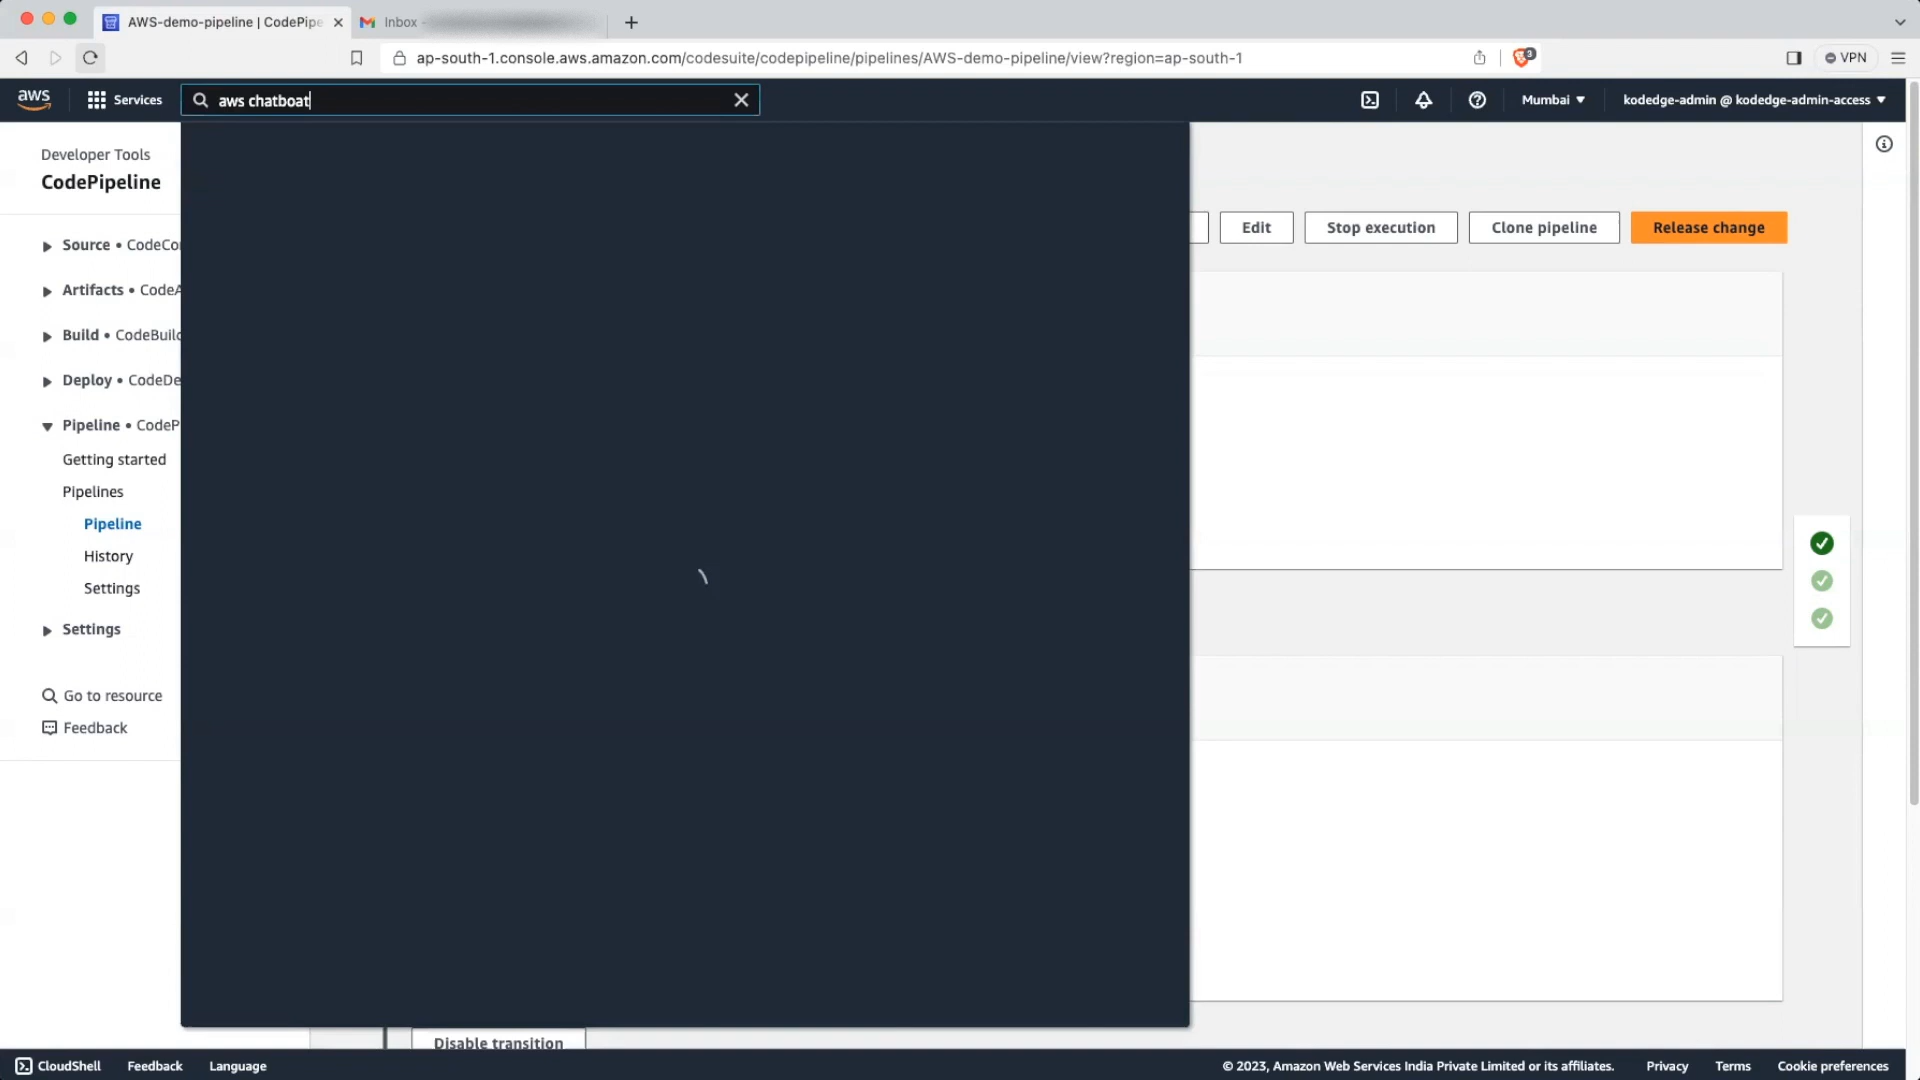 AWS-demo-pipeline | CodePipe
Inbox -
ap-south-1.console.aws.amazon.com/codesuite/codepipeline/pipelines/AWS-demo-pipeline/view?region=ap-south-1
3
VPN
aws
Services
aws chatboat
Mumbai
kodedge-admin @ kodedge-admin-access
Developer Tools
CodePipeline
Source • CodeCo
Artifacts • CodeA
Build • CodeBuild
Deploy • CodeDe
Pipeline • CodeP
Getting started
Pipelines
Pipeline
History
Settings
Settings
Go to resource
Feedback
Edit
Stop execution
Clone pipeline
Release change
Disable transition
CloudShell
Feedback
Language
© 2023, Amazon Web Services India Private Limited or its affiliates.
Privacy
Terms
Cookie preferences